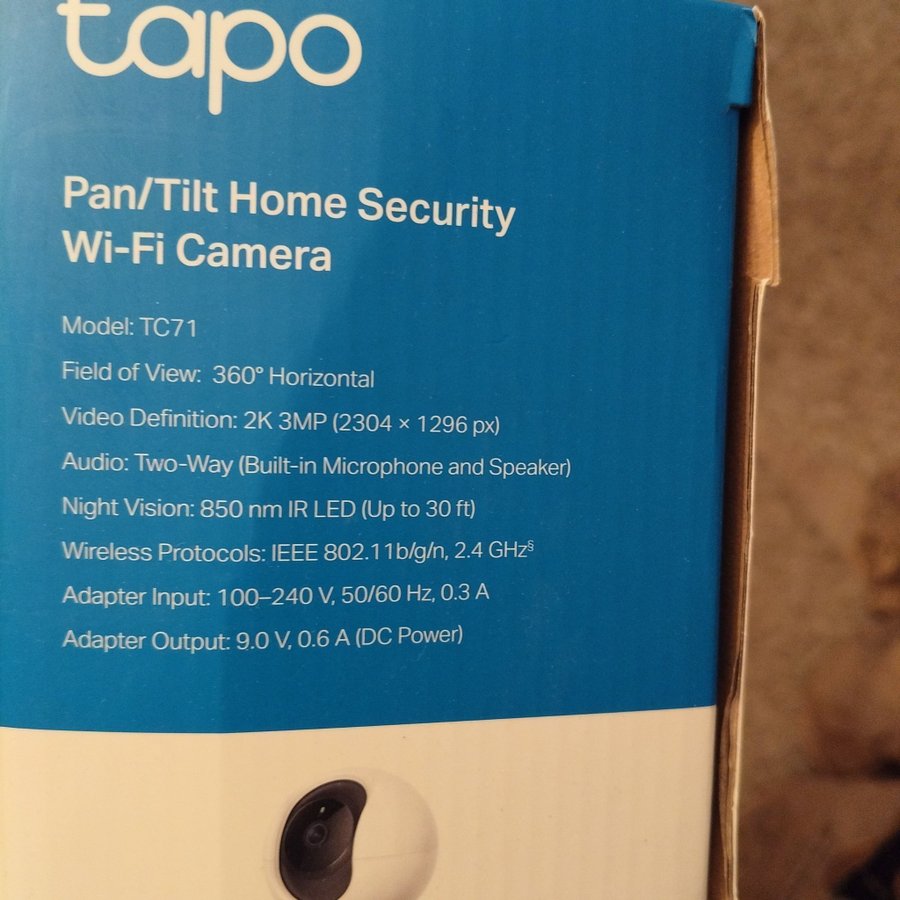 tapo
Pan/Tilt Home Security
Wi-Fi Camera
Model: TC71
Field of View: 360° Horizontal
Video Definition: 2K 3MP (2304 × 1296 px)
Audio: Two-Way (Built-in Microphone and Speaker)
Night Vision: 850 nm IR LED (Up to 30 ft)
Wireless Protocols: IEEE 802.11b/g/n, 2.4 GHz§
Adapter Input: 100–240 V, 50/60 Hz, 0.3 A
Adapter Output: 9.0 V, 0.6 A (DC Power)